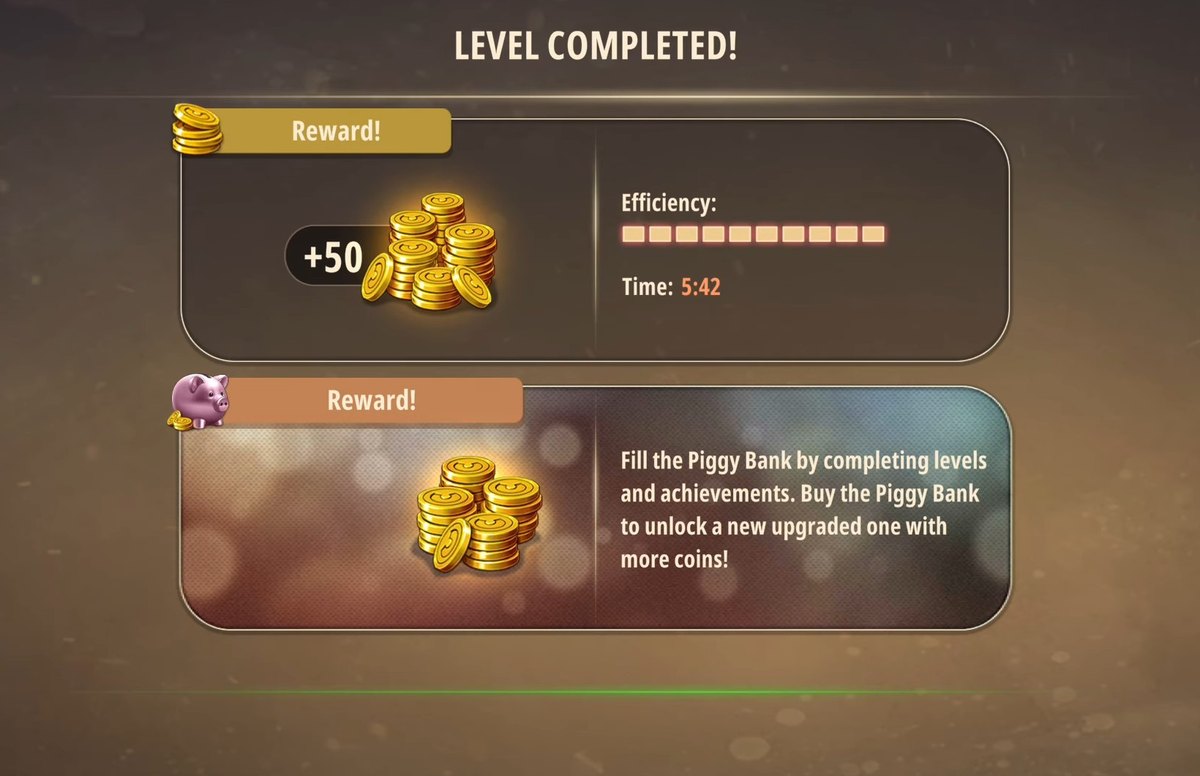 LEVEL COMPLETED!
Reward!
+50
Efficiency:
Time: 5:42
Reward!
Fill the Piggy Bank by completing levels
and achievements. Buy the Piggy Bank
to unlock a new upgraded one with
more coins!